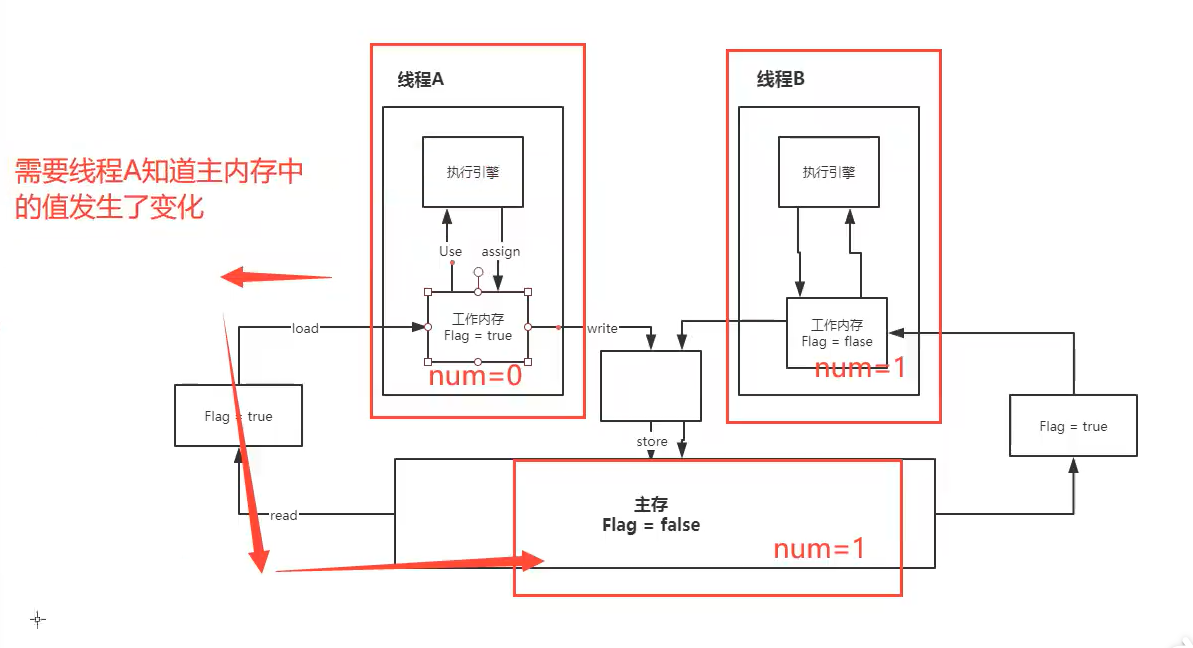 线程A
线程B
需要线程A知道主内存中
的值发生了变化
执行引擎
执行引擎
Use
assign
工作内存
Flag = true
工作内存
Flag = flase
load
write
num=0
num=1
Flag = true
Flag = true
store
主存
Flag = false
read
num=1